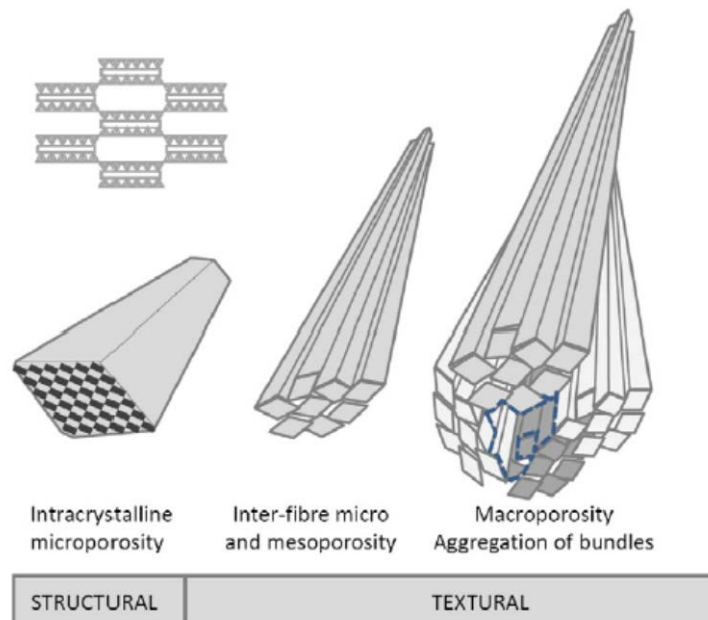 Intracrystalline
microporosity
Inter-fibre micro
and mesoporosity
Macroporosity
Aggregation of bundles
STRUCTURAL
TEXTURAL